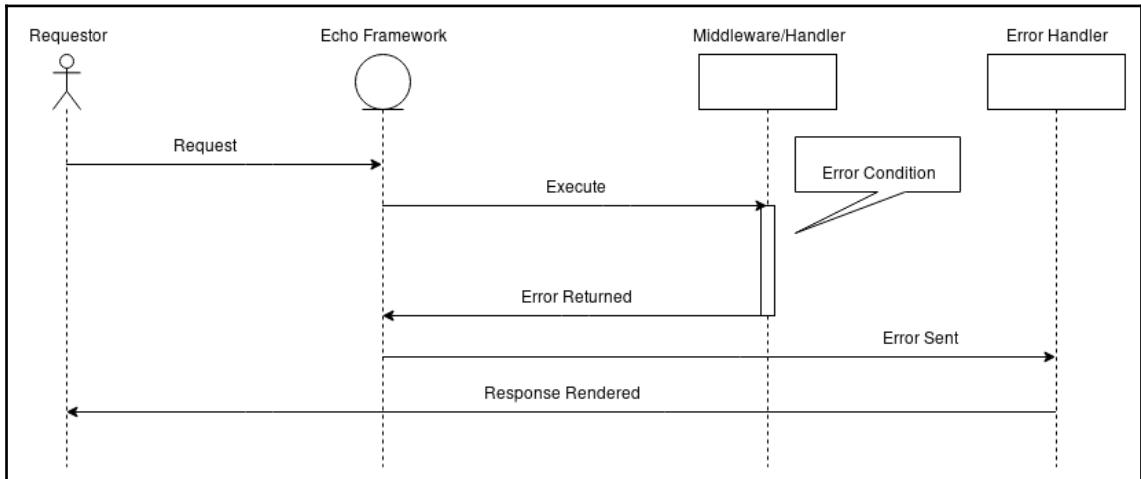 Requestor
Echo Framework
Middleware/Handler
Error Handler
Request
Error Condition
Execute
Error Returned
Error Sent
Response Rendered